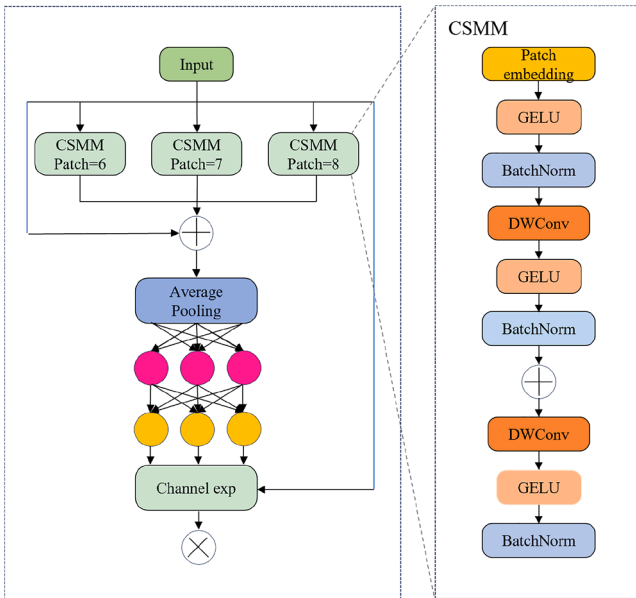 Input
CSMM
Patch=6
CSMM
Patch=7
CSMM
Patch=8
Average
Pooling
Channel exp
CSMM
Patch
embedding
GELU
BatchNorm
DWConv
GELU
BatchNorm
DWConv
GELU
BatchNorm